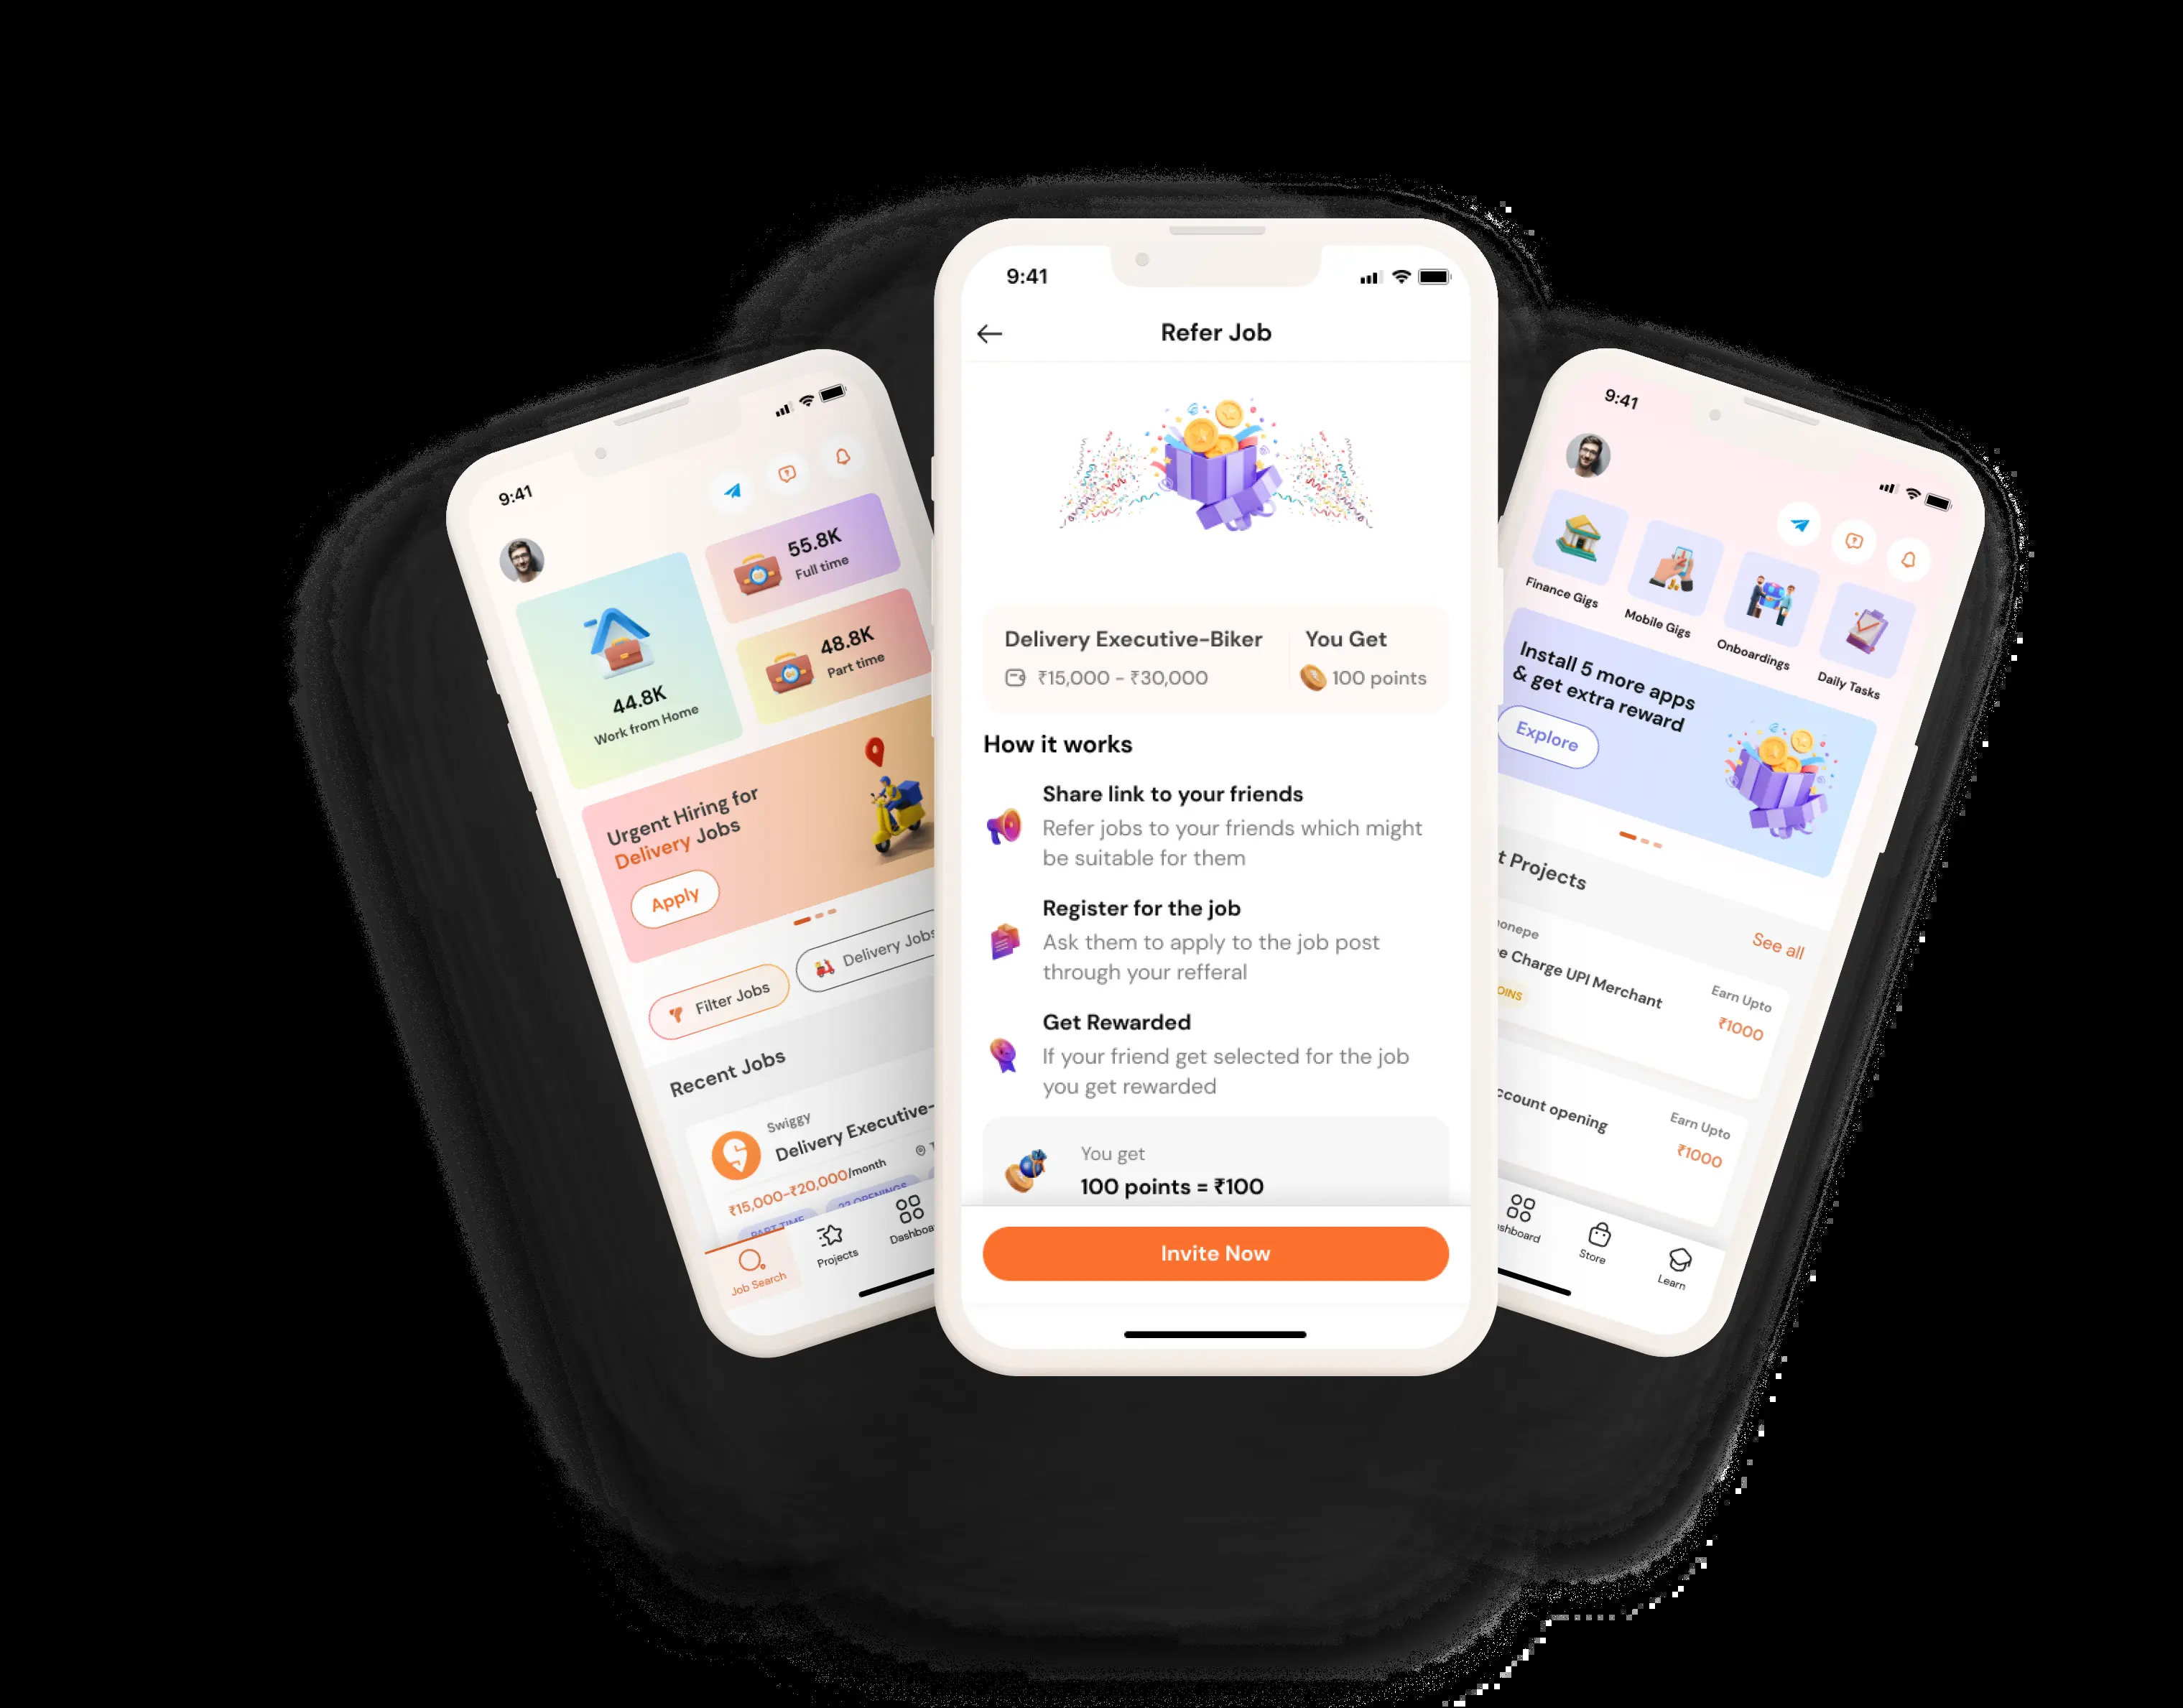 9:41
44.8K
Work from Home
55.8K
Full time
48.8K
Part time
Urgent Hiring for
Delivery Jobs
Apply
Filter Jobs
Delivery Jobs
Recent Jobs
Swiggy
Delivery Executive-
₹15,000-₹20,000/month
PART TIME
22 OPENINGS
Job Search
Projects
9:41
Refer Job
Delivery Executive-Biker
₹15,000 - ₹30,000
You Get
100 points
How it works
Share link to your friends
Refer jobs to your friends which might
be suitable for them
Register for the job
Ask them to apply to the job post
through your refferal
Get Rewarded
If your friend get selected for the job
you get rewarded
You get
100 points = ₹100
Invite Now
9:41
Finance Gigs
Mobile Gigs
Onboardings
Daily Tasks
Install 5 more apps
& get extra reward
Explore
Projects
See all
Charge UPI Merchant
Earn Upto
₹1000
opening
Earn Upto
₹1000
Store
Learn